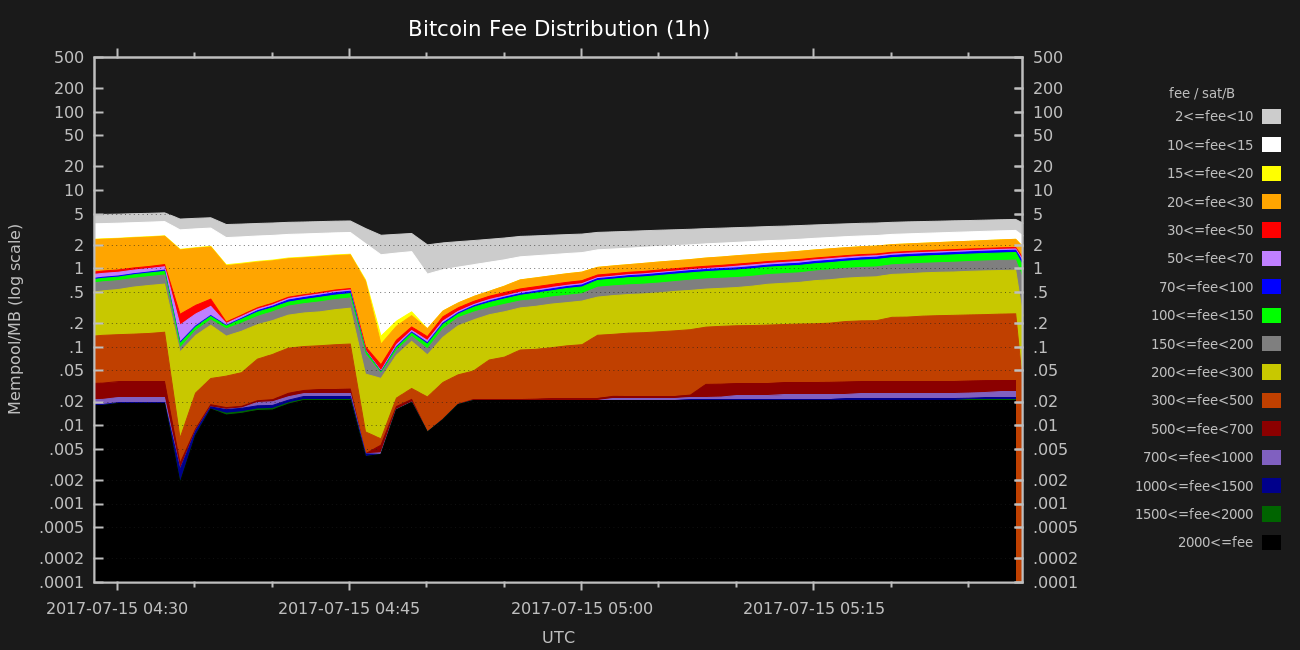 Bitcoin Fee Distribution (1h)
500
200
100
50
20
10
5
2
1
.5
.2
.1
.05
.02
.01
.005
.002
.001
.0005
.0002
.0001
Mempool/MB (log scale)
500
200
100
50
20
10
5
2
1
.5
.2
.1
.05
.02
.01
.005
.002
.001
.0005
.0002
.0001
2017-07-15 04:30 2017-07-15 04:45 2017-07-15 05:00 2017-07-15 05:15
UTC
fee / sat/B
2<=fee<10
10<=fee<15
15<=fee<20
20<=fee<30
30<=fee<50
50<=fee<70
70<=fee<100
100<=fee<150
150<=fee<200
200<=fee<300
300<=fee<500
500<=fee<700
700<=fee<1000
1000<=fee<1500
1500<=fee<2000
2000<=fee